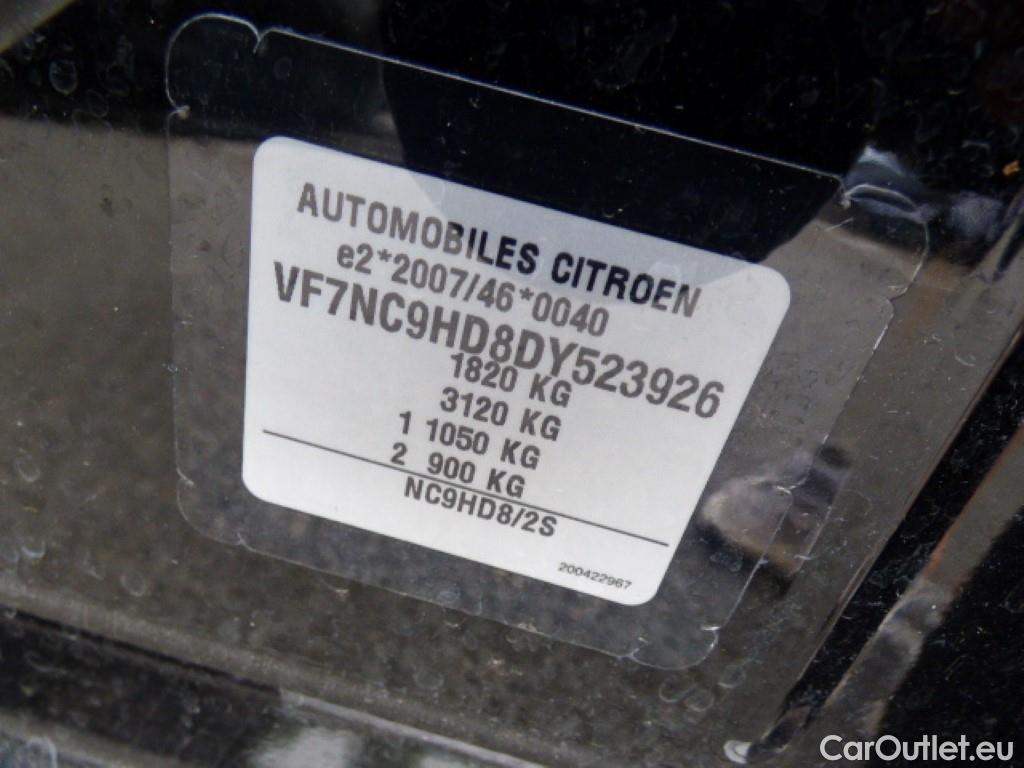 AUTOMOBILES CITROEN
e2*2007/46*0040
VF7NC9HD8DY523926
1820 KG
3120 KG
1 1050 KG
2 900 KG
NC9HD8/2S
200422967
CarOutlet.eu